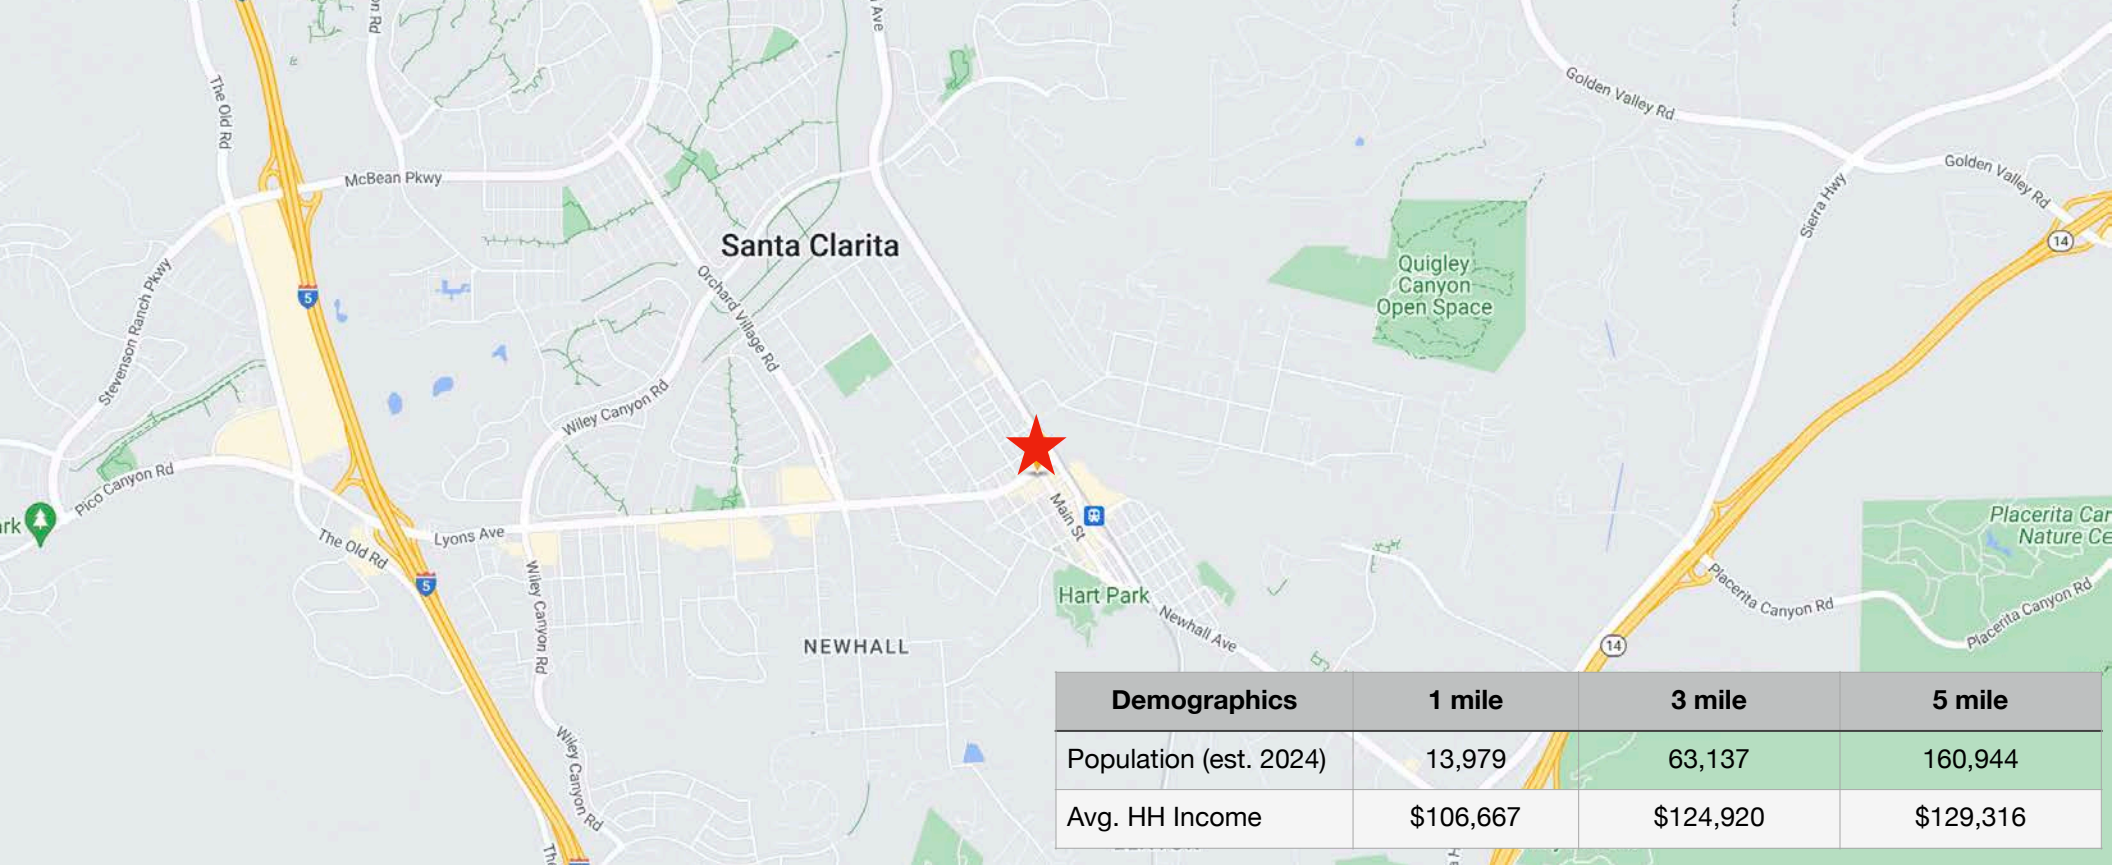 The Old Rd
McBean Pkwy
Golden Valley Rd
Golden Valley Rd
Sierra Hwy
14
Santa Clarita
Stevenson Ranch Pkwy
5
Orchard Village Rd
Quigley
Canyon
Open Space
Wiley Canyon Rd
Pico Canyon Rd
The Old Rd
Lyons Ave
5
Main St
Wiley Canyon Rd
Hart Park
Newhall Ave
NEWHALL
Placerita Canyon Rd
Placerita Canyon Rd
14
Wiley Canyon Rd
Ave
Rd
Placerita
Nature
Demographics 1 mile 3 mile 5 mile
Population (est. 2024) 13,979 63,137 160,944
Avg. HH Income $106,667 $124,920 $129,316